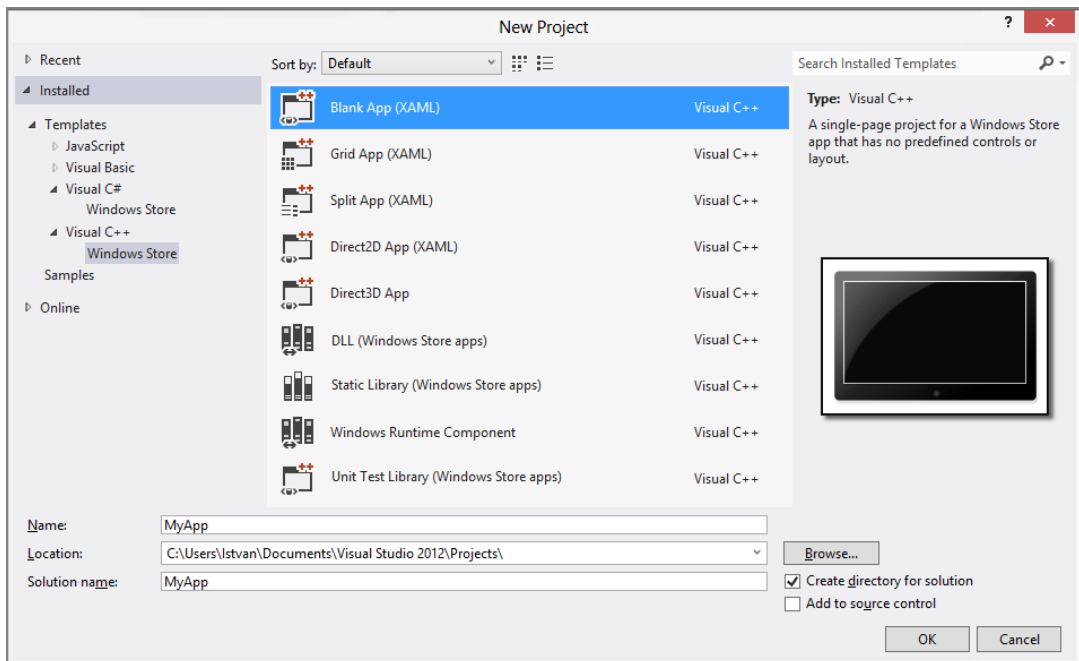 New Project
?
Recent
Installed
Templates
JavaScript
Visual Basic
Visual C#
Windows Store
Visual C++
Windows Store
Samples
Online
Sort by: Default
Blank App (XAML) Visual C++
Grid App (XAML) Visual C++
Split App (XAML) Visual C++
Direct2D App (XAML) Visual C++
Direct3D App Visual C++
DLL (Windows Store apps) Visual C++
Static Library (Windows Store apps) Visual C++
Windows Runtime Component Visual C++
Unit Test Library (Windows Store apps) Visual C++
Search Installed Templates
Type: Visual C++
A single-page project for a Windows Store
app that has no predefined controls or
layout.
Name: MyApp
Location: C:\Users\Istvan\Documents\Visual Studio 2012\Projects\
Browse...
Solution name: MyApp
Create directory for solution
Add to source control
OK Cancel